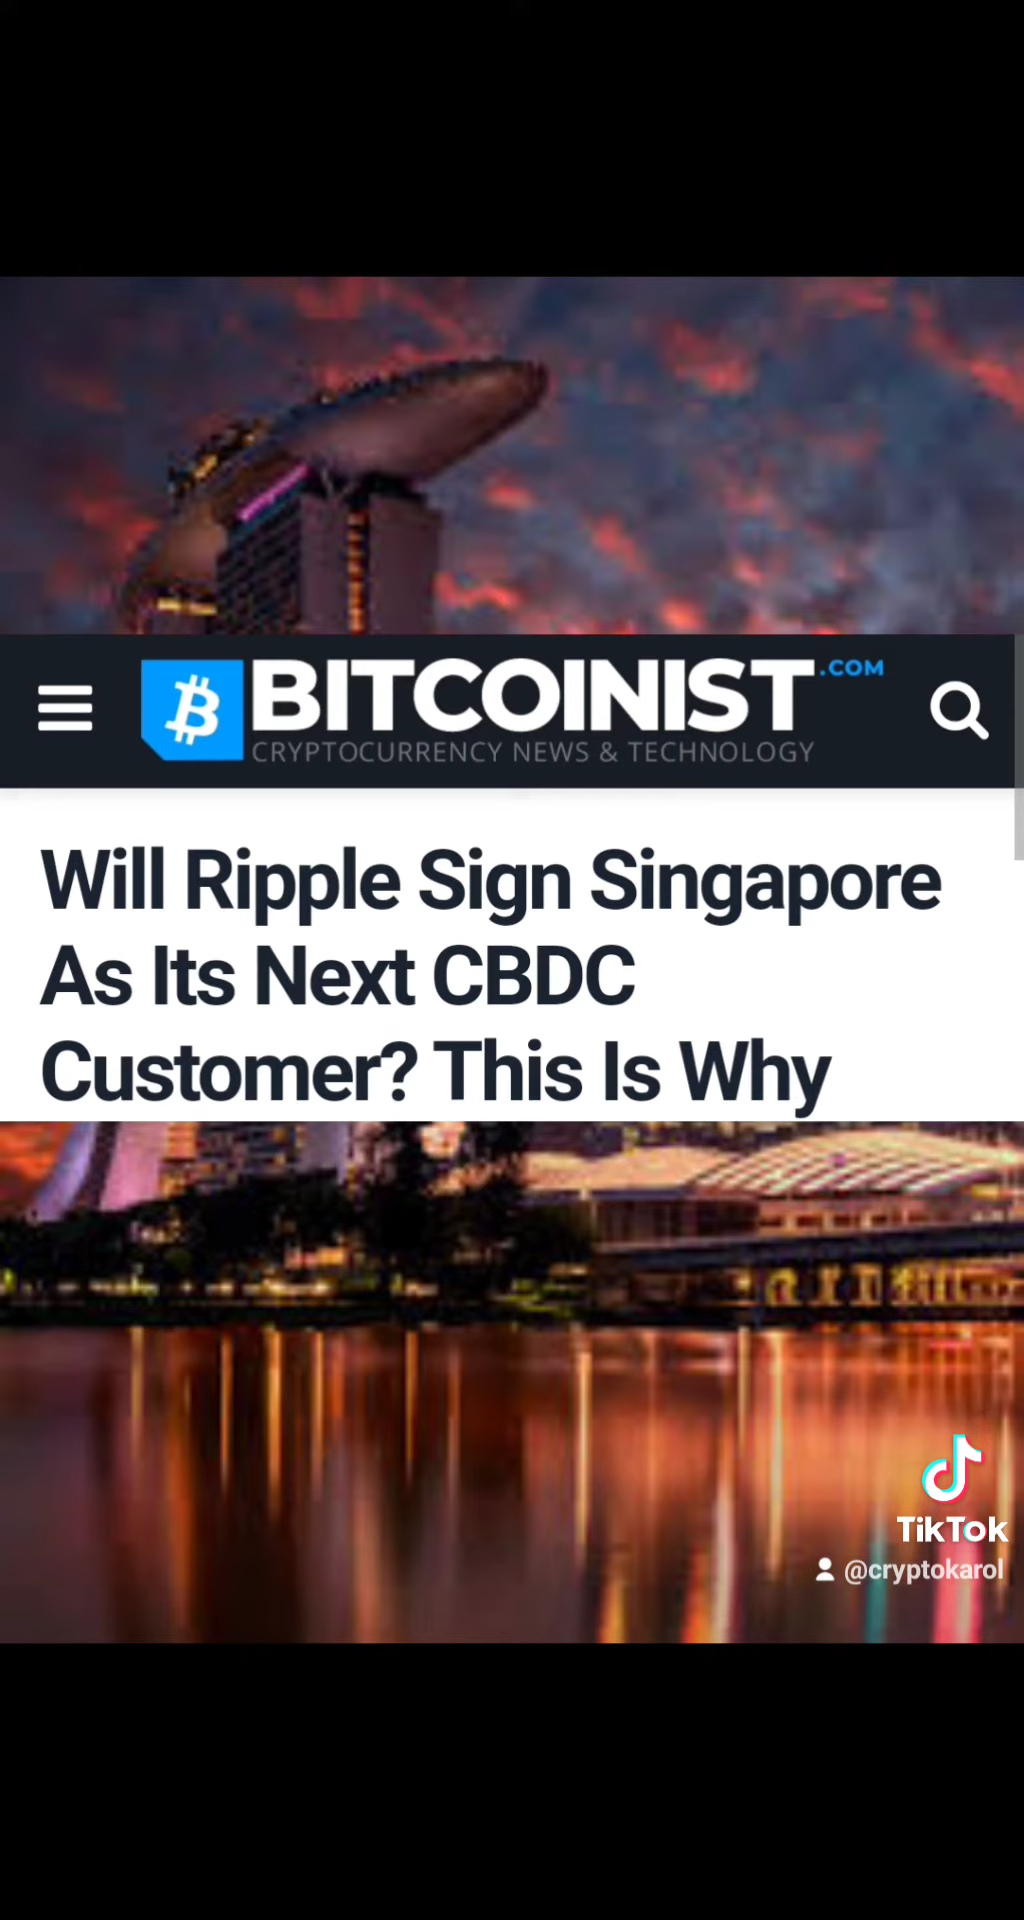 BITCOINIST.COM
CRYPTOCURRENCY NEWS & TECHNOLOGY
Will Ripple Sign Singapore
As Its Next CBDC
Customer? This Is Why
TikTok
@cryptokarol